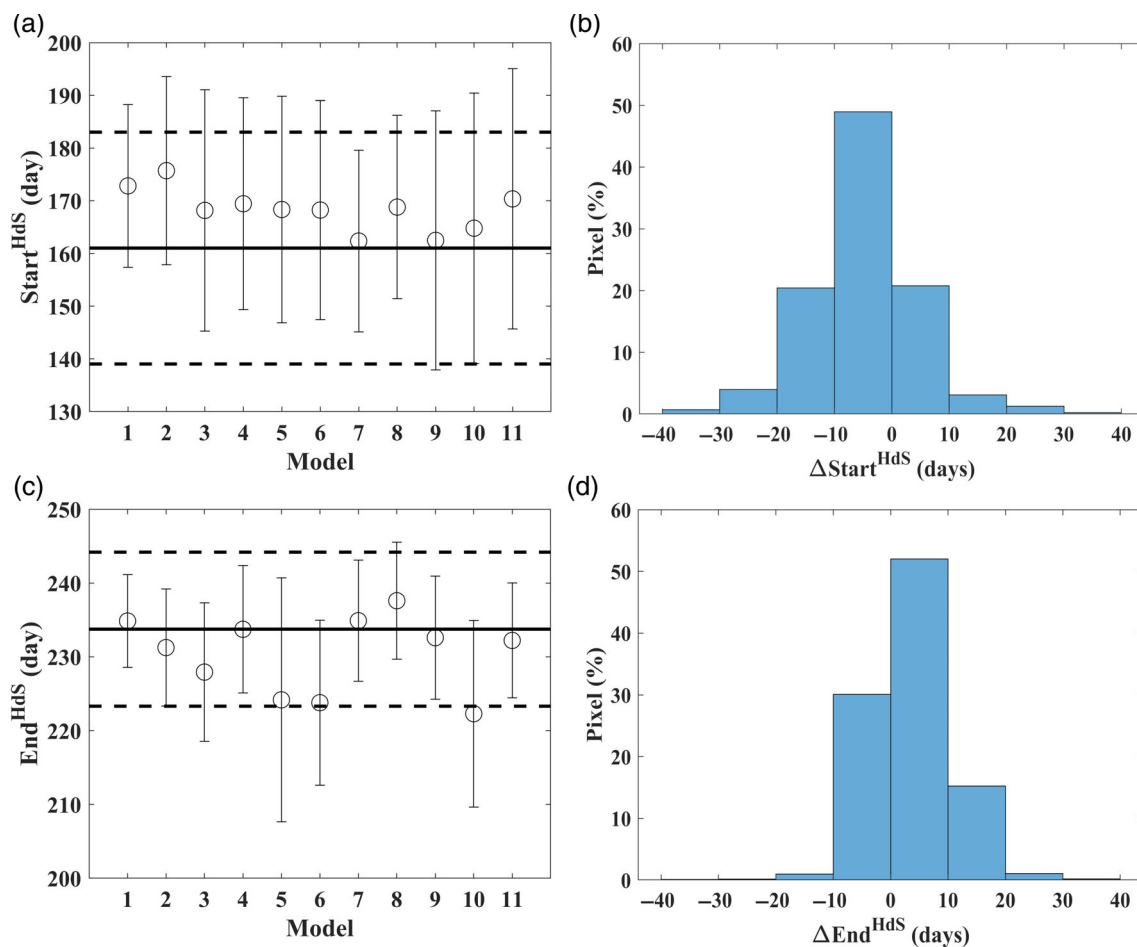 (a)
200
190
180
170
160
150
140
130
Start^HdS (day)
1 2 3 4 5 6 7 8 9 10 11
Model
(b)
60
50
40
30
20
10
0
Pixel (%)
−40 −30 −20 −10 0 10 20 30 40
ΔStart^HdS (days)
(c)
250
240
230
220
210
200
End^HdS (day)
1 2 3 4 5 6 7 8 9 10 11
Model
(d)
60
50
40
30
20
10
0
Pixel (%)
−40 −30 −20 −10 0 10 20 30 40
ΔEnd^HdS (days)